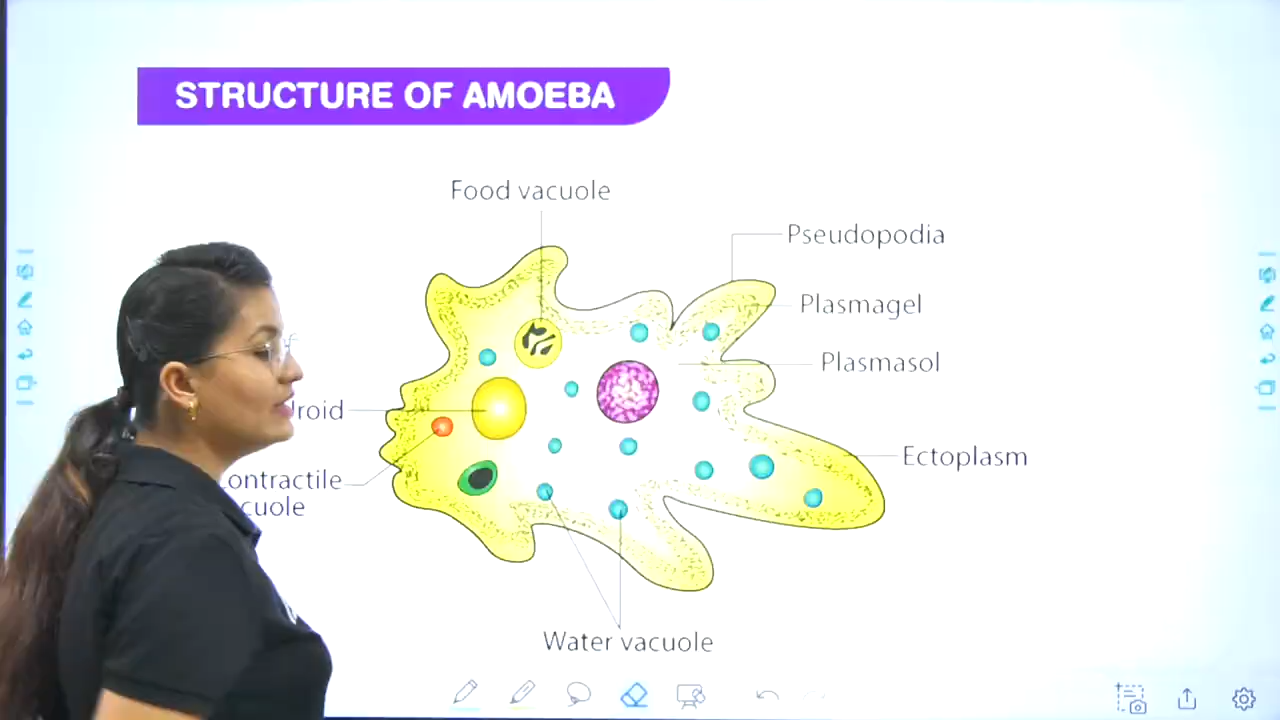 STRUCTURE OF AMOEBA
Food vacuole
Pseudopodia
Plasmagel
Plasmasol
Ectoplasm
Water vacuole